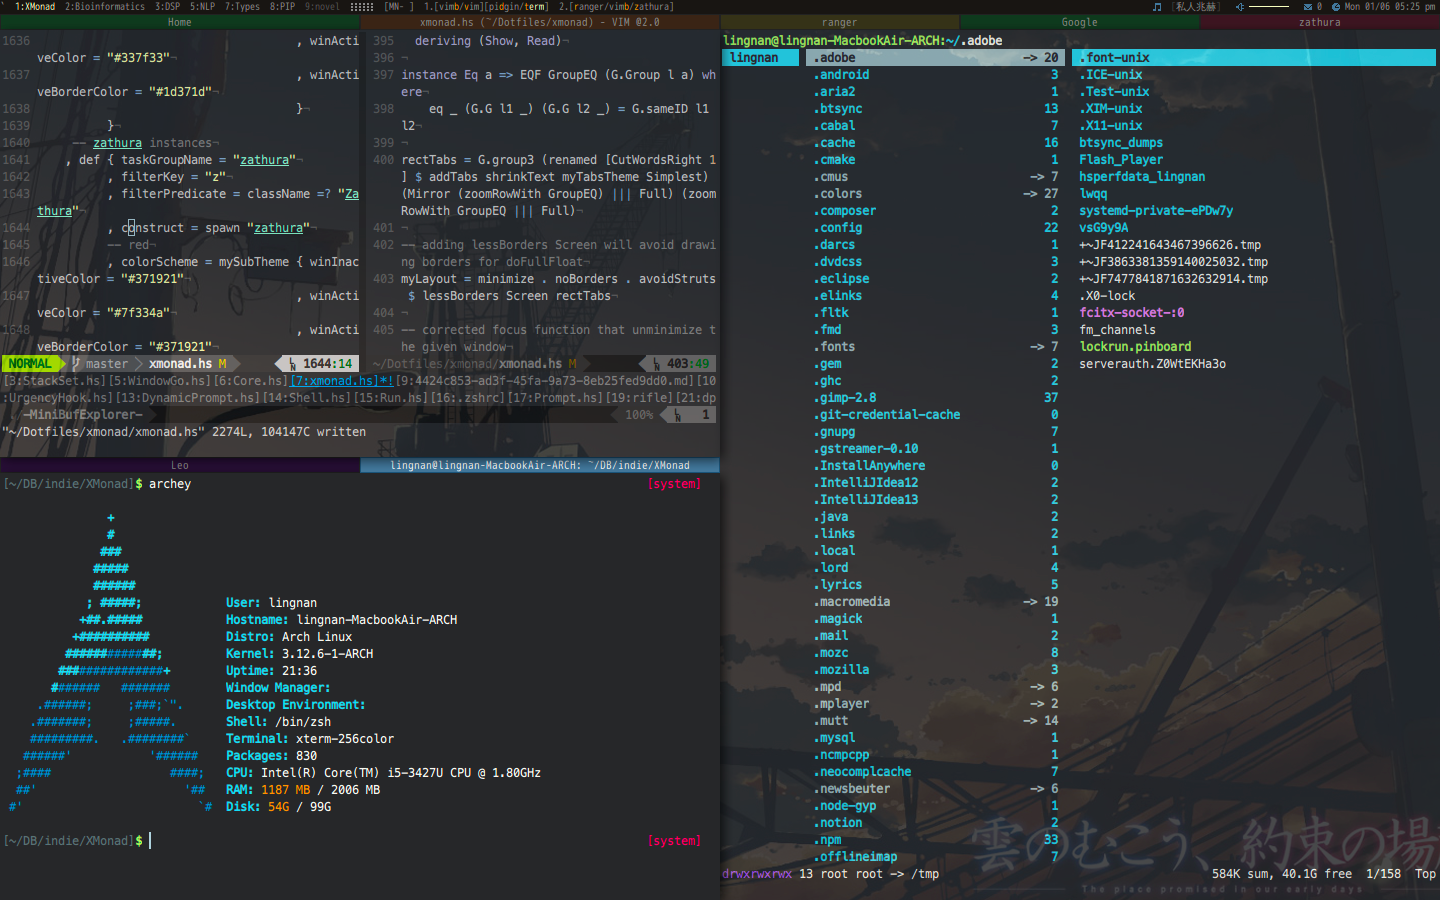 1:XMonad 2:Bioinformatics 3:DSP 5:NLP 7:Types 8:PIP 9:novel [MN- ] 1.[vimb/vim][pidgin/term] 2.[ranger/vimb/zathura] [私人兆赫] 0 Mon 01/06 05:25 pm
Home
xmonad.hs (~/Dotfiles/xmonad) - VIM @2.0
ranger
Google
zathura
1636 , winActi
veColor = "#337f33"¬
1637 , winActi
veBorderColor = "#1d371d"¬
1638 }¬
1639 }¬
1640 -- zathura instances¬
1641 , def { taskGroupName = "zathura"¬
1642 , filterKey = "z"¬
1643 , filterPredicate = className =? "Za
thura"¬
1644 , construct = spawn "zathura"¬
1645 -- red¬
1646 , colorScheme = mySubTheme { winInac
tiveColor = "#371921"¬
1647 , winActi
veColor = "#7f334a"¬
1648 , winActi
veBorderColor = "#371921"¬
NORMAL master xmonad.hs M 1644:14
395 deriving (Show, Read)¬
396 ¬
397 instance Eq a => EQF GroupEQ (G.Group l a) wh
ere¬
398 eq _ (G.G l1 _) (G.G l2 _) = G.sameID l1
l2¬
399 ¬
400 rectTabs = G.group3 (renamed [CutWordsRight 1
] $ addTabs shrinkText myTabsTheme Simplest)
(Mirror (zoomRowWith GroupEQ) ||| Full) (zoom
RowWith GroupEQ ||| Full)¬
401 ¬
402 -- adding lessBorders Screen will avoid drawi
ng borders for doFullFloat¬
403 myLayout = minimize . noBorders . avoidStruts
$ lessBorders Screen rectTabs¬
404 ¬
405 -- corrected focus function that unminimize t
he given window¬
~/Dotfiles/xmonad/xmonad.hs M 403:49
[3:StackSet.hs][5:WindowGo.hs][6:Core.hs][7:xmonad.hs]*![9:4424c853-ad3f-45fa-9a73-8eb25fed9dd0.md][10
:UrgencyHook.hs][13:DynamicPrompt.hs][14:Shell.hs][15:Run.hs][16:.zshrc][17:Prompt.hs][19:rifle][21:dp
-MiniBufExplorer- 100% 1
"~/Dotfiles/xmonad/xmonad.hs" 2274L, 104147C written
Leo
lingnan@lingnan-MacbookAir-ARCH: ~/DB/indie/XMonad
[~/DB/indie/XMonad]$ archey [system]
+
#
###
#####
######
; #####;
+##.#####
+##########
#############;
###############+
####### #######
.######; ;###;`".
.#######; ;#####.
#########. .########`
######' '######
;#### ####;
##' '##
#' `#
User: lingnan
Hostname: lingnan-MacbookAir-ARCH
Distro: Arch Linux
Kernel: 3.12.6-1-ARCH
Uptime: 21:36
Window Manager:
Desktop Environment:
Shell: /bin/zsh
Terminal: xterm-256color
Packages: 830
CPU: Intel(R) Core(TM) i5-3427U CPU @ 1.80GHz
RAM: 1187 MB / 2006 MB
Disk: 54G / 99G
[~/DB/indie/XMonad]$ [system]
lingnan@lingnan-MacbookAir-ARCH:~/.adobe
lingnan
.adobe -> 20
.android 3
.aria2 1
.btsync 13
.cabal 7
.cache 16
.cmake 1
.cmus -> 7
.colors -> 27
.composer 2
.config 22
.darcs 1
.dvdcss 3
.eclipse 2
.elinks 4
.fltk 1
.fmd 3
.fonts -> 7
.gem 2
.ghc 2
.gimp-2.8 37
.git-credential-cache 0
.gnupg 7
.gstreamer-0.10 1
.InstallAnywhere 0
.IntelliJIdea12 2
.IntelliJIdea13 2
.java 2
.links 2
.local 1
.lord 4
.lyrics 5
.macromedia -> 19
.magick 1
.mail 2
.mozc 8
.mozilla 3
.mpd -> 6
.mplayer -> 2
.mutt -> 14
.mysql 1
.ncmpcpp 1
.neocomplcache 7
.newsbeuter -> 6
.node-gyp 1
.notion 2
.npm 33
.offlineimap 7
.font-unix
.ICE-unix
.Test-unix
.XIM-unix
.X11-unix
btsync_dumps
Flash_Player
hsperfdata_lingnan
lwqq
systemd-private-ePDw7y
vsG9y9A
+~JF412241643467396626.tmp
+~JF3863381359140025032.tmp
+~JF7477841871632632914.tmp
.X0-lock
fcitx-socket-:0
fm_channels
lockrun.pinboard
serverauth.Z0WtEKHa3o
雲のむこう、約束の場
The place promised in our early days
drwxrwxrwx 13 root root -> /tmp 584K sum, 40.1G free 1/158 Top